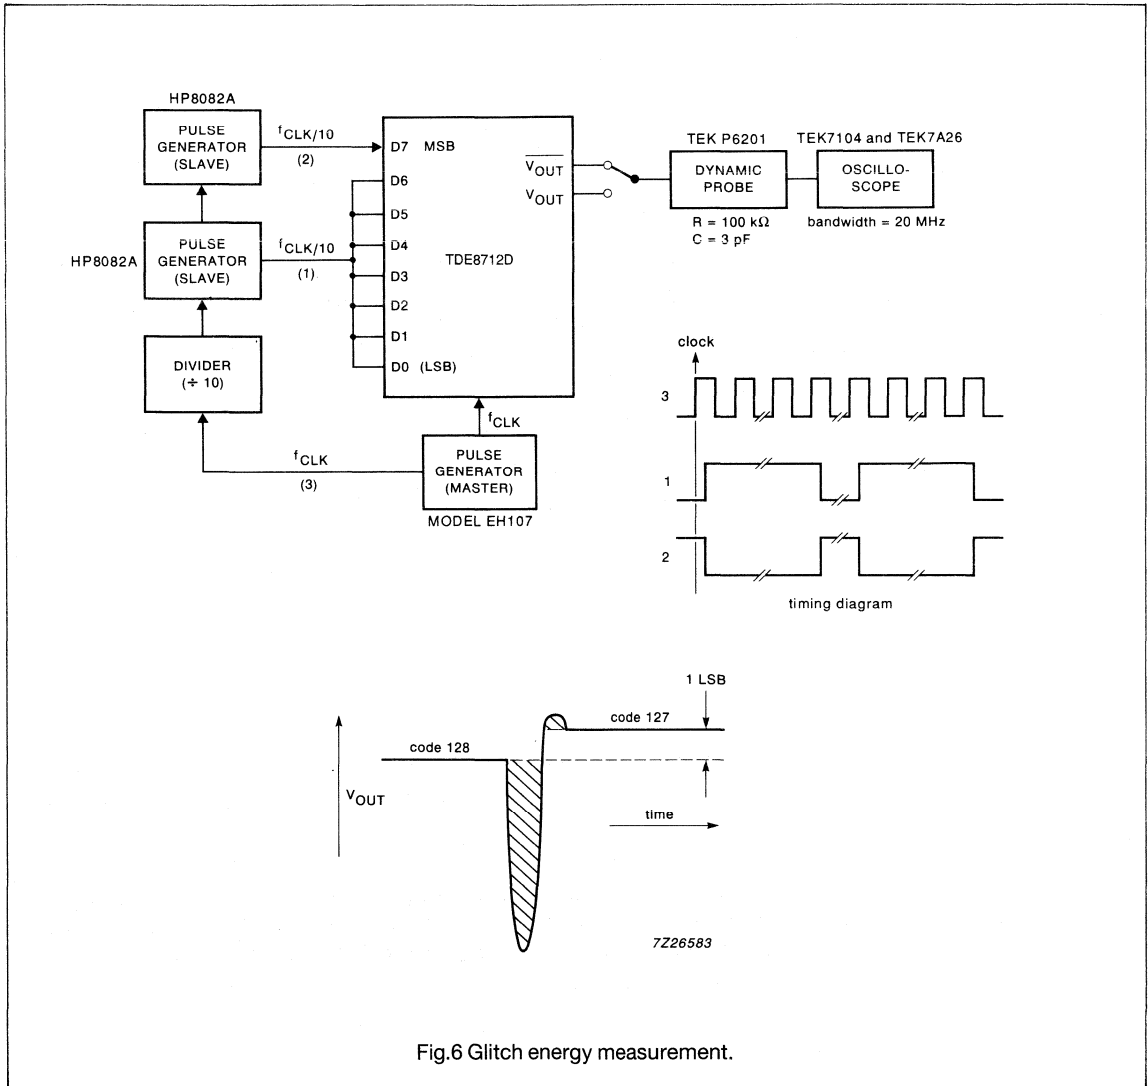 HP8082A
PULSE
GENERATOR
(SLAVE)
fCLK/10
(2)
HP8082A
PULSE
GENERATOR
(SLAVE)
fCLK/10
(1)
DIVIDER
(÷ 10)
fCLK
(3)
D7 MSB
D6
D5
D4
D3
D2
D1
D0 (LSB)
TDE8712D
VOUT
VOUT
fCLK
PULSE
GENERATOR
(MASTER)
MODEL EH107
TEK P6201
DYNAMIC
PROBE
R = 100 kΩ
C = 3 pF
TEK7104 and TEK7A26
OSCILLO-
SCOPE
bandwidth = 20 MHz
clock
3
1
2
timing diagram
1 LSB
code 127
code 128
VOUT
time
7Z26583
Fig.6 Glitch energy measurement.